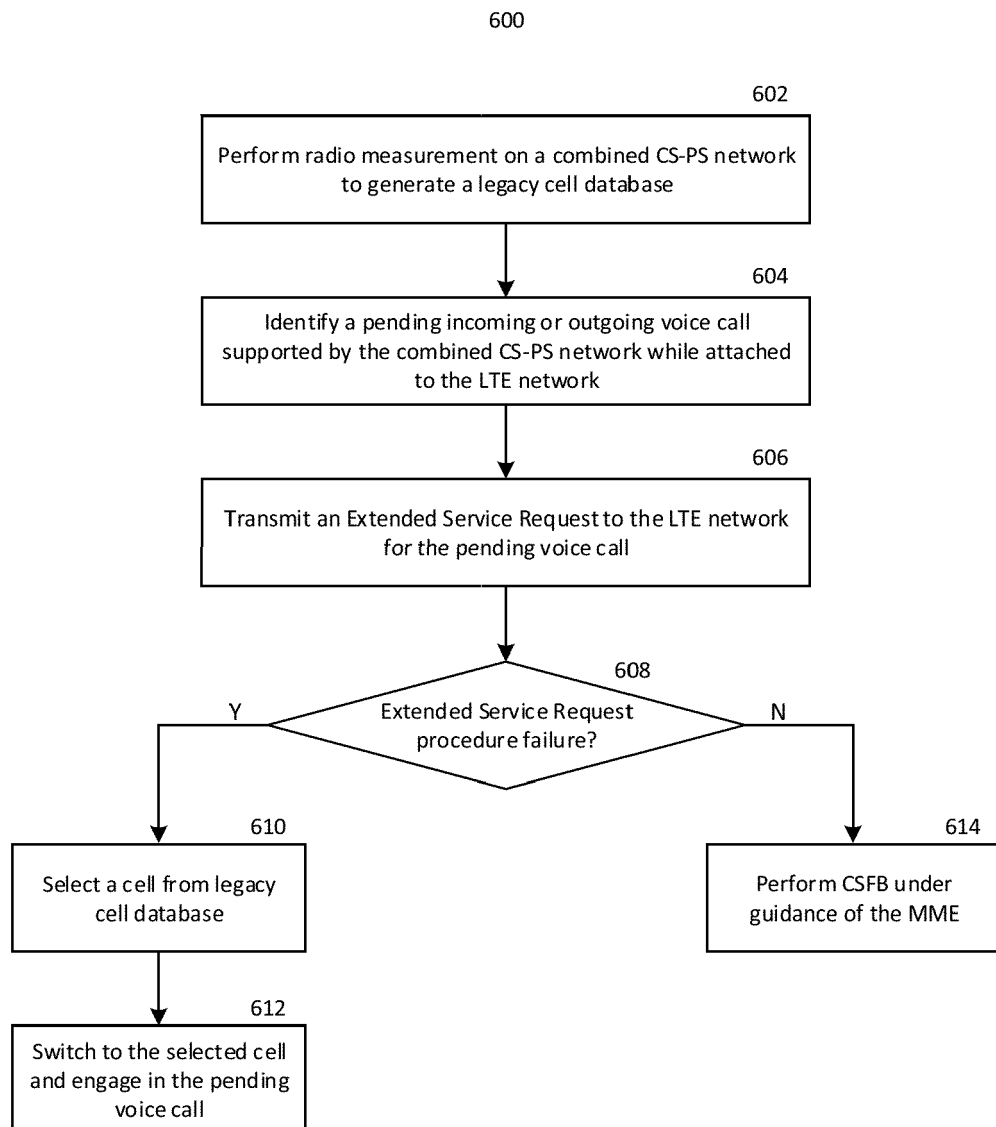 600
602
Perform radio measurement on a combined CS-PS network
to generate a legacy cell database
604
Identify a pending incoming or outgoing voice call
supported by the combined CS-PS network while attached
to the LTE network
606
Transmit an Extended Service Request to the LTE network
for the pending voice call
608
Extended Service Request
procedure failure?
Y
N
610
Select a cell from legacy
cell database
614
Perform CSFB under
guidance of the MME
612
Switch to the selected cell
and engage in the pending
voice call